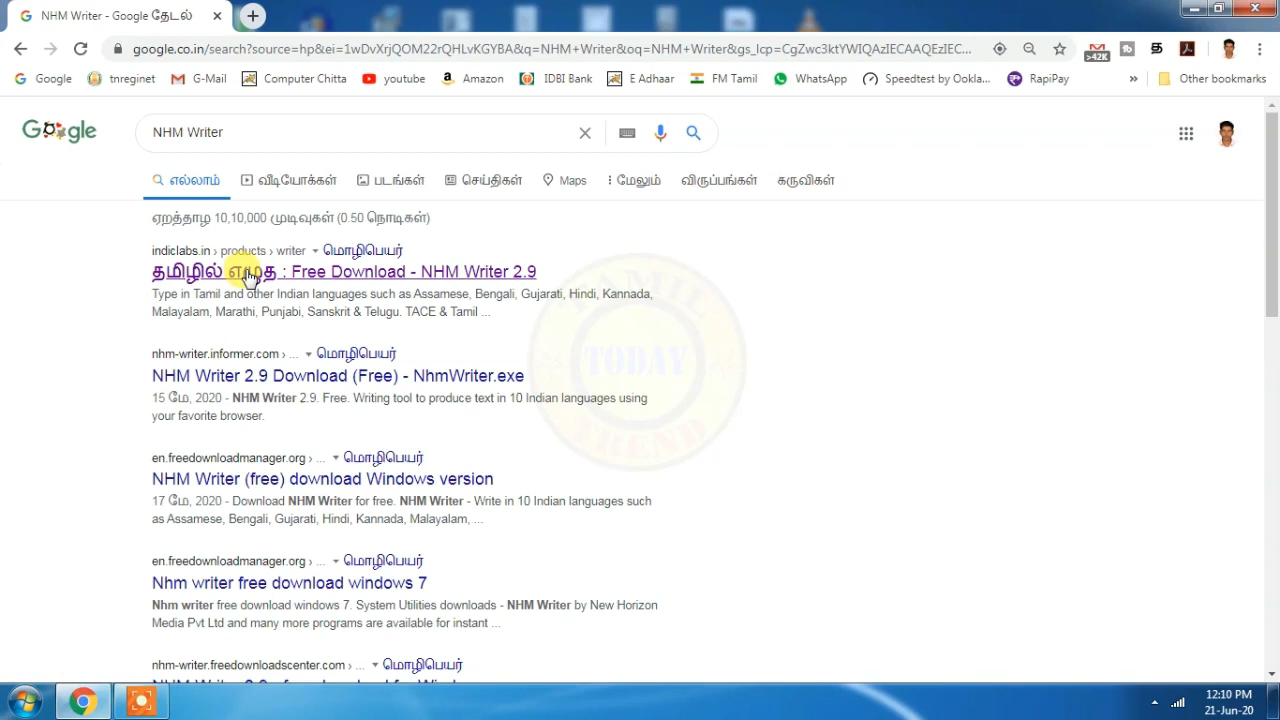 NHM Writer - Google தேடல்
google.co.in/search?source=hp&ei=1wDvXrjQOM22rQHLvKGYBA&q=NHM+Writer&oq=NHM+Writer&gs_lcp=CgZwc3ktYWIQAzIECAAQEzIEC...
>42K
Google tnreginet G-Mail Computer Chitta youtube Amazon IDBI Bank E Adhaar FM Tamil WhatsApp Speedtest by Ookla... RapiPay » Other bookmarks
Google NHM Writer
எல்லாம் வீடியோக்கள் படங்கள் செய்திகள் Maps மேலும் விருப்பங்கள் கருவிகள்
ஏறத்தாழ 10,10,000 முடிவுகள் (0.50 நொடிகள்)
indiclabs.in › products › writer மொழிபெயர்
தமிழில் எழுத : Free Download - NHM Writer 2.9
Type in Tamil and other Indian languages such as Assamese, Bengali, Gujarati, Hindi, Kannada,
Malayalam, Marathi, Punjabi, Sanskrit & Telugu. TACE & Tamil ...
nhm-writer.informer.com › ... மொழிபெயர்
NHM Writer 2.9 Download (Free) - NhmWriter.exe
15 மே, 2020 - NHM Writer 2.9. Free. Writing tool to produce text in 10 Indian languages using
your favorite browser.
en.freedownloadmanager.org › ... மொழிபெயர்
NHM Writer (free) download Windows version
17 மே, 2020 - Download NHM Writer for free. NHM Writer - Write in 10 Indian languages such
as Assamese, Bengali, Gujarati, Hindi, Kannada, Malayalam, ...
en.freedownloadmanager.org › ... மொழிபெயர்
Nhm writer free download windows 7
Nhm writer free download windows 7. System Utilities downloads - NHM Writer by New Horizon
Media Pvt Ltd and many more programs are available for instant ...
nhm-writer.freedownloadscenter.com › ... மொழிபெயர்
TAMIL
TODAY
TREND
12:10 PM
21-Jun-20